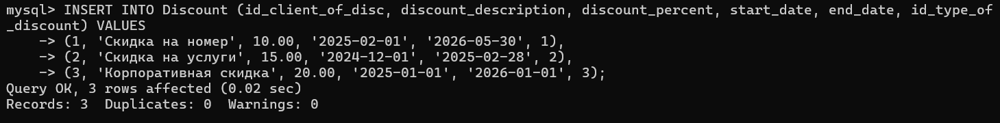 mysql> INSERT INTO Discount (id_client_of_disc, discount_description, discount_percent, start_date, end_date, id_type_of
_discount) VALUES
    -> (1, 'Скидка на номер', 10.00, '2025-02-01', '2026-05-30', 1),
    -> (2, 'Скидка на услуги', 15.00, '2024-12-01', '2025-02-28', 2),
    -> (3, 'Корпоративная скидка', 20.00, '2025-01-01', '2026-01-01', 3);
Query OK, 3 rows affected (0.02 sec)
Records: 3  Duplicates: 0  Warnings: 0